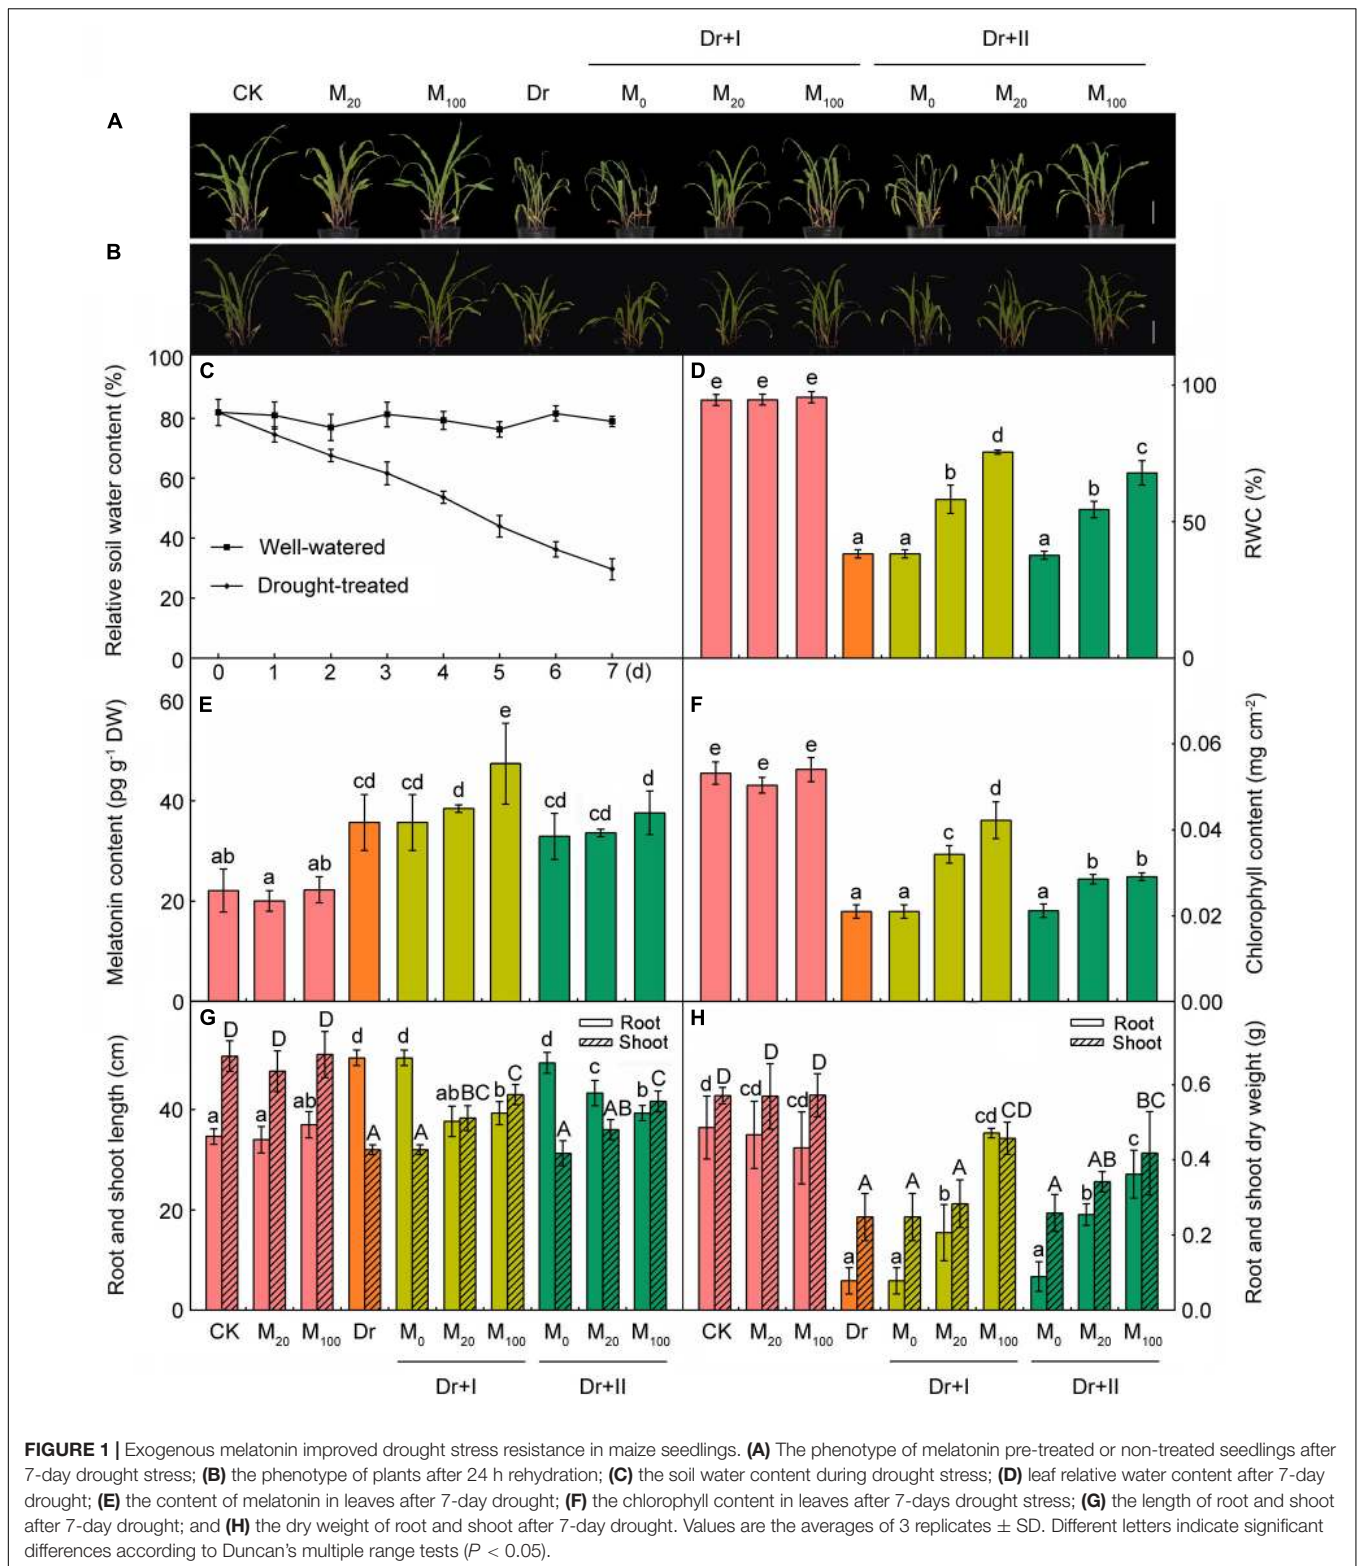 Dr+I Dr+II
CK M20 M100 Dr M0 M20 M100 M0 M20 M100
A
B
C
Relative soil water content (%)
100
80
60
40
20
0
Well-watered
Drought-treated
0 1 2 3 4 5 6 7 (d)
D
e e e a a b d a b c
RWC (%)
100
50
0
E
Melatonin content (pg g-1 DW)
60
40
20
0
ab a ab cd cd d e cd cd d
F
e e e a a c d a b b
Chlorophyll content (mg cm-2)
0.06
0.04
0.02
0.00
G
Root and shoot length (cm)
40
20
0
Root
Shoot
a D a D ab D d A d A ab BC b C d A c AB b C
CK M20 M100 Dr M0 M20 M100 M0 M20 M100
Dr+I Dr+II
H
Root
Shoot
d D cd D cd D a A a A b A cd CD a A b AB c BC
Root and shoot dry weight (g)
0.6
0.4
0.2
0.0
CK M20 M100 Dr M0 M20 M100 M0 M20 M100
Dr+I Dr+II
FIGURE 1 | Exogenous melatonin improved drought stress resistance in maize seedlings. (A) The phenotype of melatonin pre-treated or non-treated seedlings after
7-day drought stress; (B) the phenotype of plants after 24 h rehydration; (C) the soil water content during drought stress; (D) leaf relative water content after 7-day
drought; (E) the content of melatonin in leaves after 7-day drought; (F) the chlorophyll content in leaves after 7-days drought stress; (G) the length of root and shoot
after 7-day drought; and (H) the dry weight of root and shoot after 7-day drought. Values are the averages of 3 replicates ± SD. Different letters indicate significant
differences according to Duncan's multiple range tests (P < 0.05).